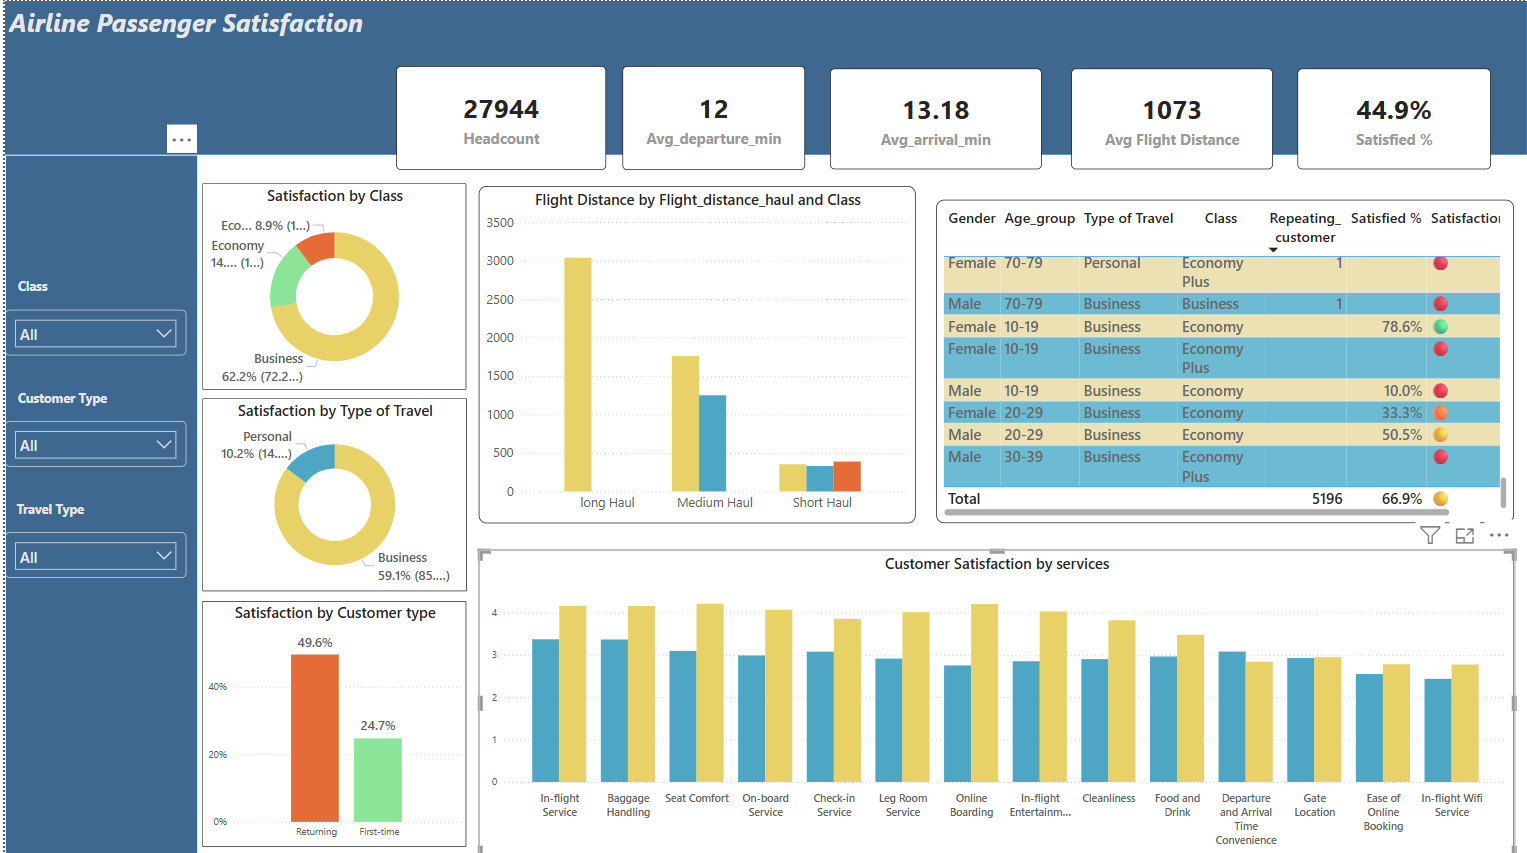 Airline Passenger Satisfaction
27944
Headcount
12
Avg_departure_min
13.18
Avg_arrival_min
1073
Avg Flight Distance
44.9%
Satisfied %
Class
All
Customer Type
All
Travel Type
All
Satisfaction by Class
Eco... 8.9% (1...)
Economy
14.... (1...)
Business
62.2% (72.2...)
Satisfaction by Type of Travel
Personal
10.2% (14....)
Business
59.1% (85....)
Satisfaction by Customer type
49.6%
24.7%
40%
20%
0%
Returning First-time
Flight Distance by Flight_distance_haul and Class
3500
3000
2500
2000
1500
1000
500
0
long Haul Medium Haul Short Haul
Gender Age_group Type of Travel Class Repeating_ Satisfied % Satisfaction
customer
Female 70-79 Personal Economy 1
Plus
Male 70-79 Business Business 1
Female 10-19 Business Economy 78.6%
Female 10-19 Business Economy
Plus
Male 10-19 Business Economy 10.0%
Female 20-29 Business Economy 33.3%
Male 20-29 Business Economy 50.5%
Male 30-39 Business Economy
Plus
Total 5196 66.9%
Customer Satisfaction by services
4
3
2
1
0
In-flight Baggage Seat Comfort On-board Check-in Leg Room Online In-flight Cleanliness Food and Departure Gate Ease of In-flight Wifi
Service Handling Service Service Service Boarding Entertainm... Drink and Arrival Location Online Service
Time Booking
Convenience